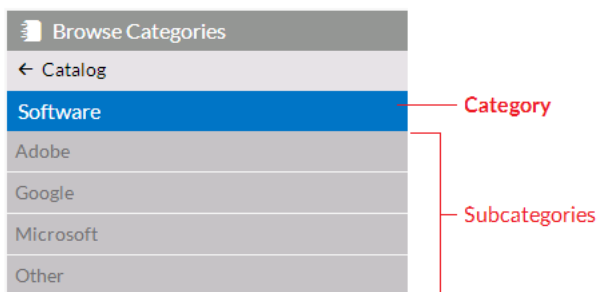 Browse Categories
← Catalog
Software
Category
Adobe
Google
Microsoft
Subcategories
Other